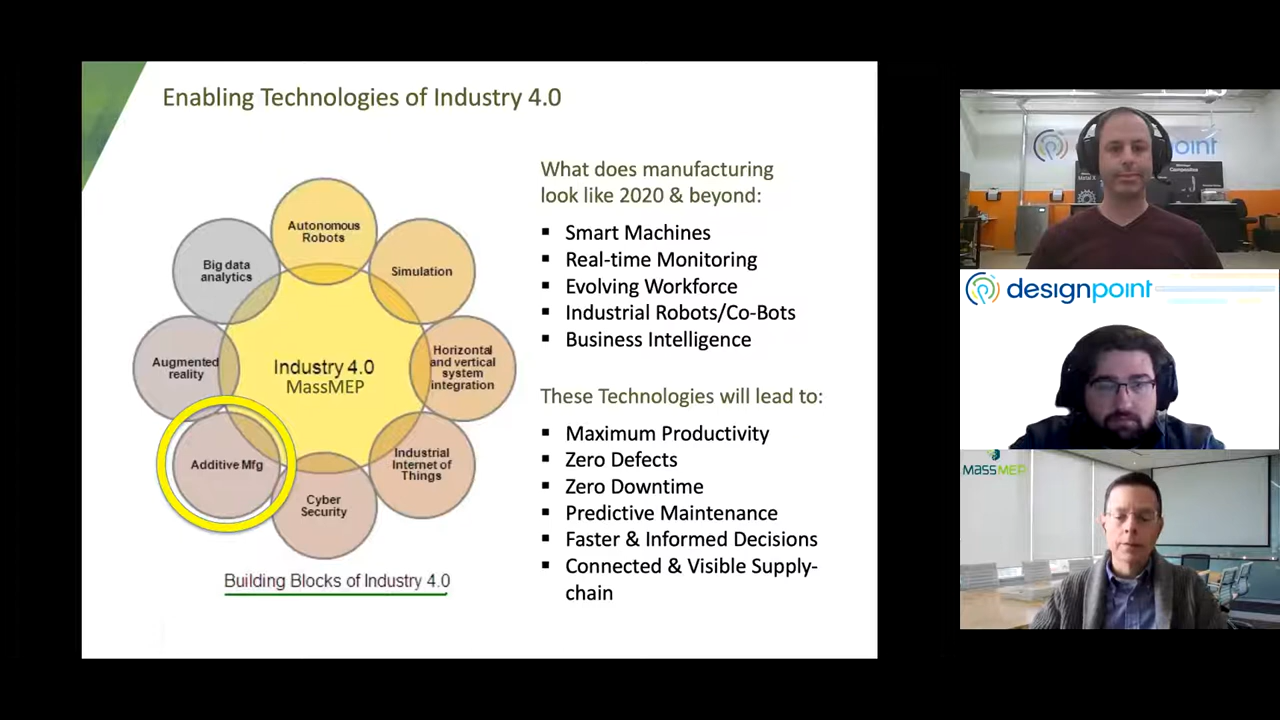 Enabling Technologies of Industry 4.0
Autonomous
Robots
Big data
analytics
Simulation
Augmented
reality
Industry 4.0
MassMEP
Horizontal
and vertical
system
integration
Additive Mfg
Industrial
Internet of
Things
Cyber
Security
Building Blocks of Industry 4.0
What does manufacturing
look like 2020 & beyond:
▪ Smart Machines
▪ Real-time Monitoring
▪ Evolving Workforce
▪ Industrial Robots/Co-Bots
▪ Business Intelligence
These Technologies will lead to:
▪ Maximum Productivity
▪ Zero Defects
▪ Zero Downtime
▪ Predictive Maintenance
▪ Faster & Informed Decisions
▪ Connected & Visible Supply-
chain
point
Metal X
Composites
designpoint
MASSMEP